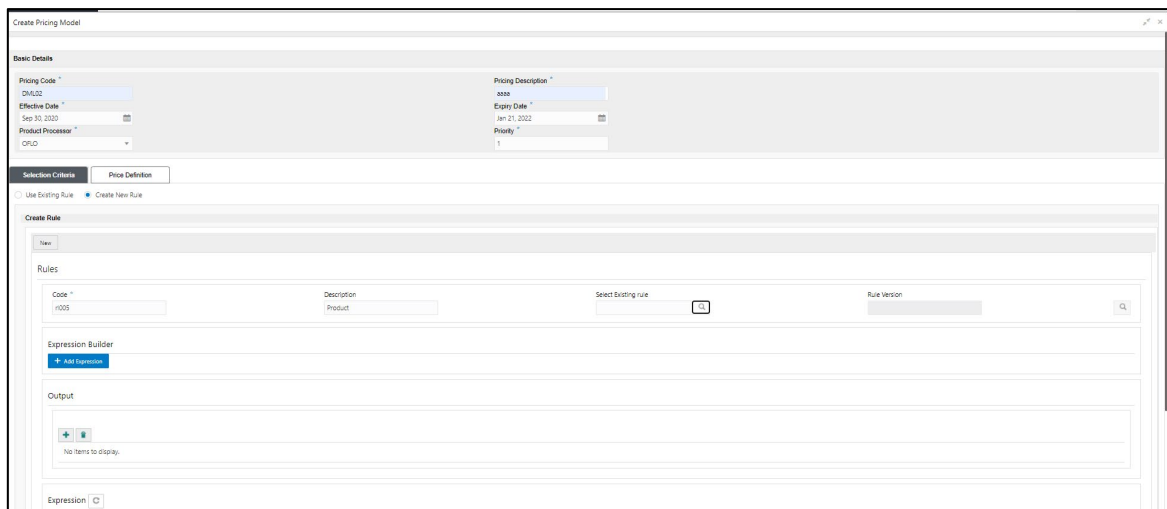 Create Pricing Model
Basic Details
Pricing Code *
Pricing Description *
DML02
aaaa
Effective Date *
Expiry Date *
Sep 30, 2020
Jan 21, 2022
Product Processor *
Priority *
OFLO
1
Selection Criteria
Price Definition
Use Existing Rule
Create New Rule
Create Rule
New
Rules
Code *
Description
Select Existing rule
Rule Version
Product
Expression Builder
+ Add Expression
Output
No items to display.
Expression